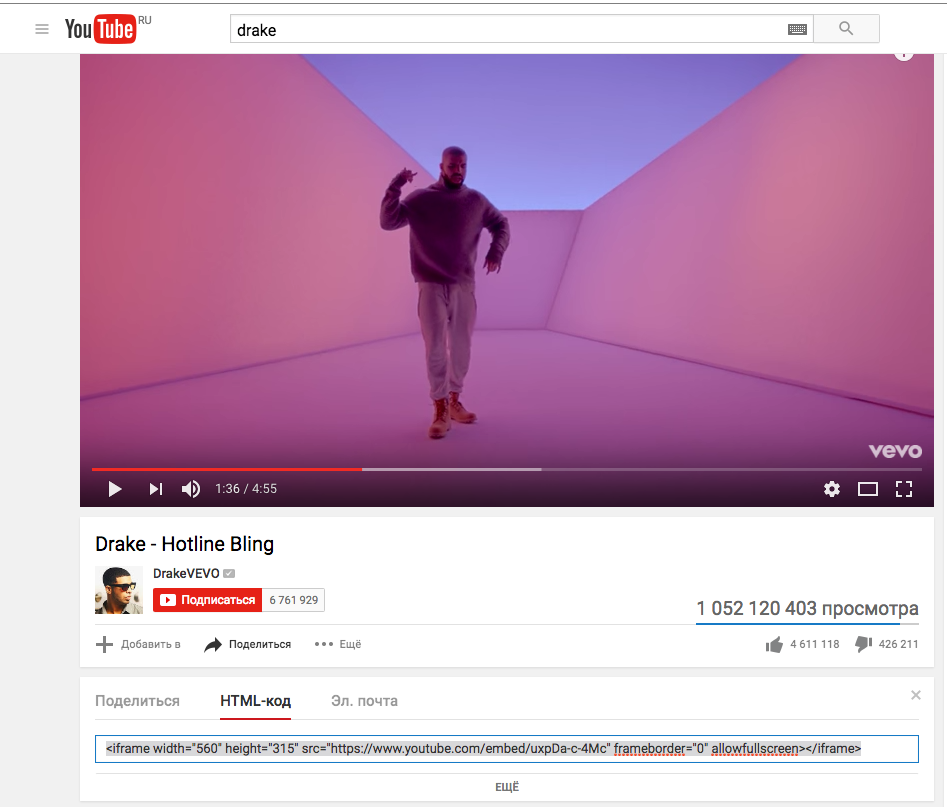 YouTube RU
drake
vevo
1:36 / 4:55
Drake - Hotline Bling
DrakeVEVO
Подписаться 6 761 929
1 052 120 403 просмотра
Добавить в Поделиться Ещё 4 611 118 426 211
Поделиться HTML-код Эл. почта
<iframe width="560" height="315" src="https://www.youtube.com/embed/uxpDa-c-4Mc" frameborder="0" allowfullscreen></iframe>
ЕЩЁ